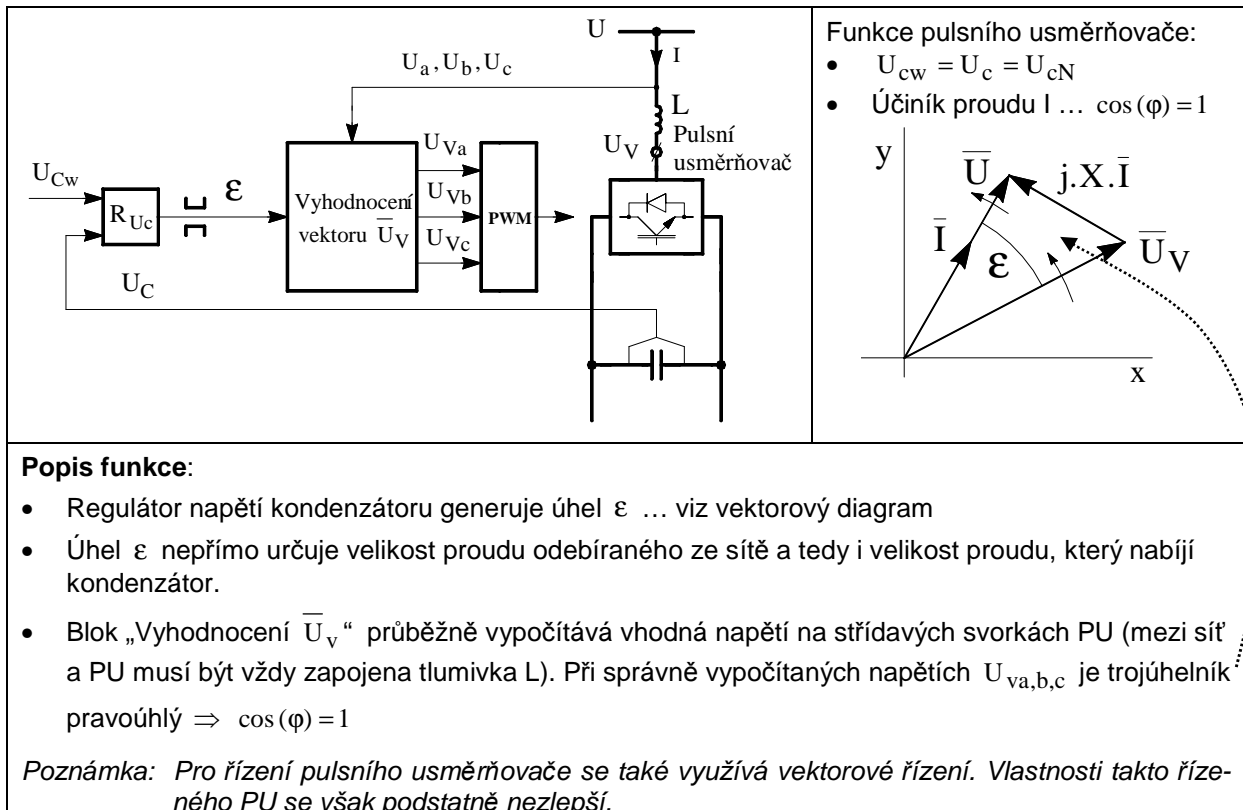 U
I
U_a, U_b, U_c
L
Pulsní
usměrňovač
U_V
U_Va
U_Vb
U_Vc
U_Cw
R_Uc
ε
Vyhodnocení
vektoru U̅_V
PWM
U_C
Funkce pulsního usměrňovače:
• U_cw = U_c = U_cN
• Účiník proudu I … cos(φ) = 1
y
U̅
j.X.I̅
I̅
ε
U̅_V
x
Popis funkce:
• Regulátor napětí kondenzátoru generuje úhel ε … viz vektorový diagram
• Úhel ε nepřímo určuje velikost proudu odebíraného ze sítě a tedy i velikost proudu, který nabíjí
kondenzátor.
• Blok „Vyhodnocení U̅_v“ průběžně vypočítává vhodná napětí na střídavých svorkách PU (mezi síť
a PU musí být vždy zapojena tlumivka L). Při správně vypočítaných napětích U_va,b,c je trojúhelník
pravoúhlý ⇒ cos(φ) = 1
Poznámka: Pro řízení pulsního usměrňovače se také využívá vektorové řízení. Vlastnosti takto říze-
ného PU se však podstatně nezlepší.